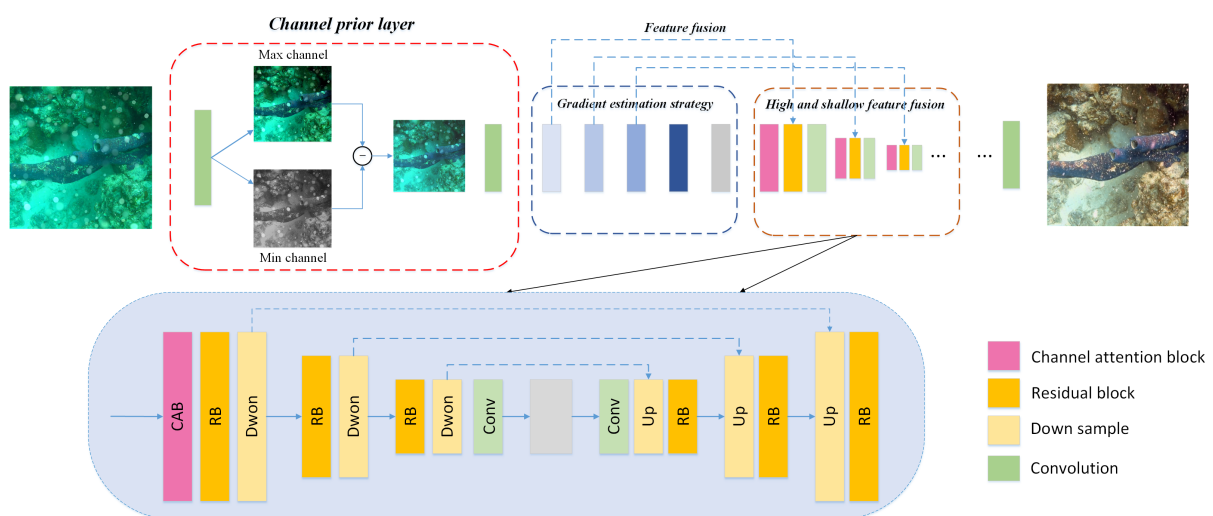 Channel prior layer
Feature fusion
Max channel
Gradient estimation strategy
High and shallow feature fusion
−
... ...
Min channel
CAB
RB
Dwon
RB
Dwon
RB
Dwon
Conv
Conv
Up
RB
Up
RB
Up
RB
Channel attention block
Residual block
Down sample
Convolution